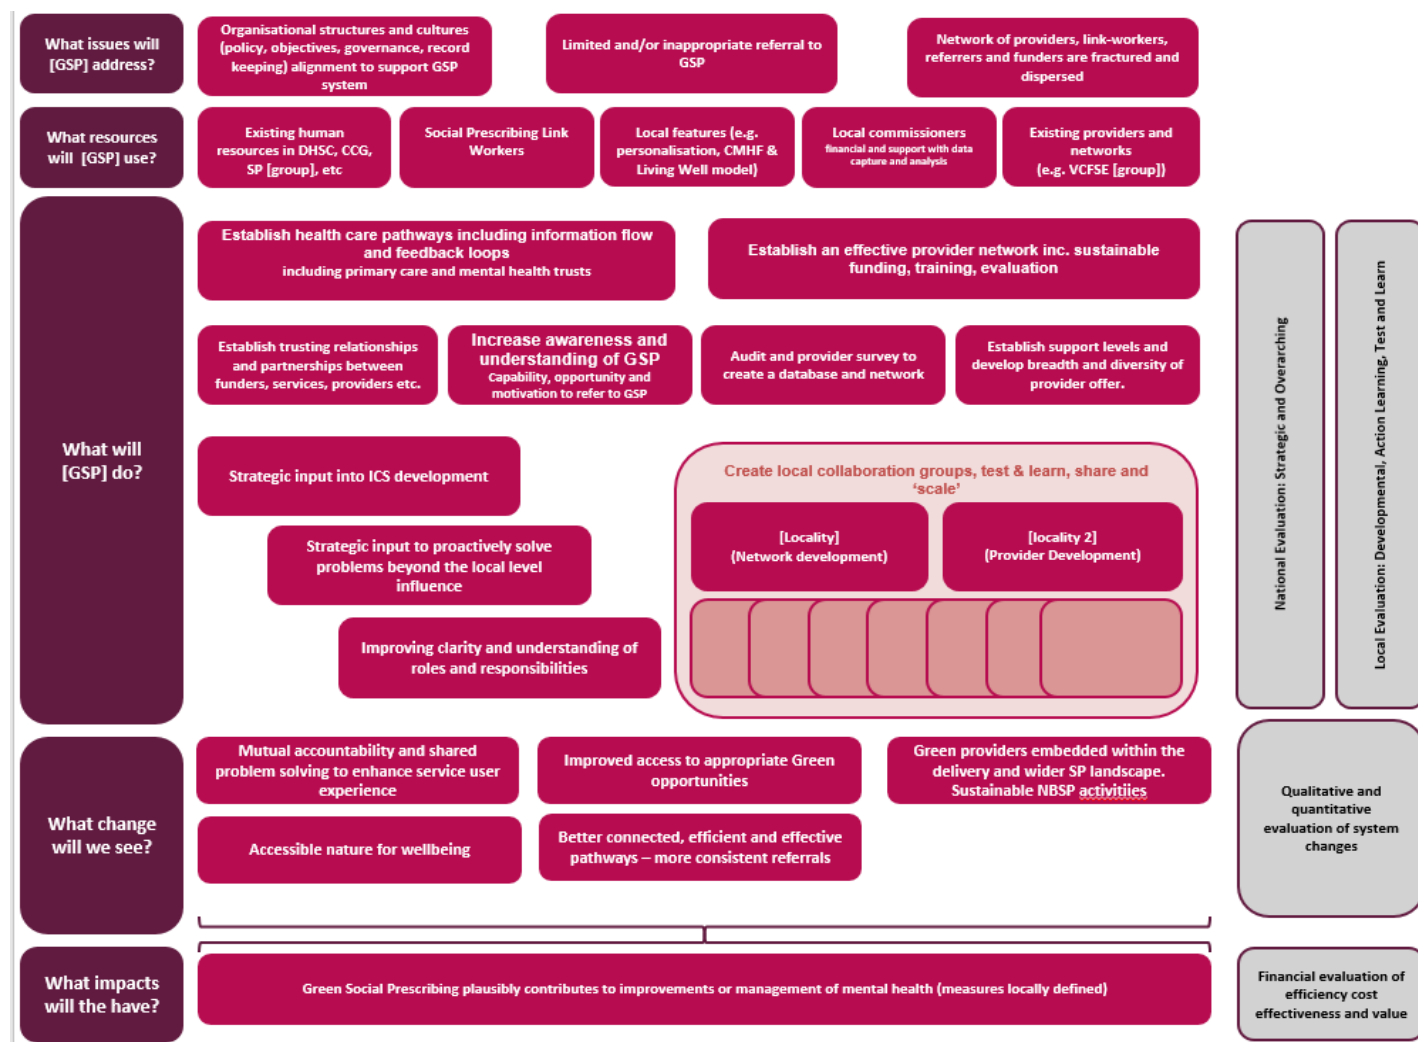 What issues will
[GSP] address?
Organisational structures and cultures
(policy, objectives, governance, record
keeping) alignment to support GSP
system
Limited and/or inappropriate referral to
GSP
Network of providers, link-workers,
referrers and funders are fractured and
dispersed
What resources
will [GSP] use?
Existing human
resources in DHSC, CCG,
SP [group], etc
Social Prescribing Link
Workers
Local features (e.g.
personalisation, CMHF &
Living Well model)
Local commissioners
financial and support with data
capture and analysis
Existing providers and
networks
(e.g. VCFSE [group])
What will
[GSP] do?
Establish health care pathways including information flow
and feedback loops
including primary care and mental health trusts
Establish an effective provider network inc. sustainable
funding, training, evaluation
Establish trusting relationships
and partnerships between
funders, services, providers etc.
Increase awareness and
understanding of GSP
Capability, opportunity and
motivation to refer to GSP
Audit and provider survey to
create a database and network
Establish support levels and
develop breadth and diversity of
provider offer.
Strategic input into ICS development
Strategic input to proactively solve
problems beyond the local level
influence
Improving clarity and understanding of
roles and responsibilities
Create local collaboration groups, test & learn, share and
‘scale’
[Locality]
(Network development)
[locality 2]
(Provider Development)
National Evaluation: Strategic and Overarching
Local Evaluation: Developmental, Action Learning, Test and Learn
What change
will we see?
Mutual accountability and shared
problem solving to enhance service user
experience
Improved access to appropriate Green
opportunities
Green providers embedded within the
delivery and wider SP landscape.
Sustainable NBSP activitiies
Accessible nature for wellbeing
Better connected, efficient and effective
pathways – more consistent referrals
Qualitative and
quantitative
evaluation of system
changes
What impacts
will the have?
Green Social Prescribing plausibly contributes to improvements or management of mental health (measures locally defined)
Financial evaluation of
efficiency cost
effectiveness and value